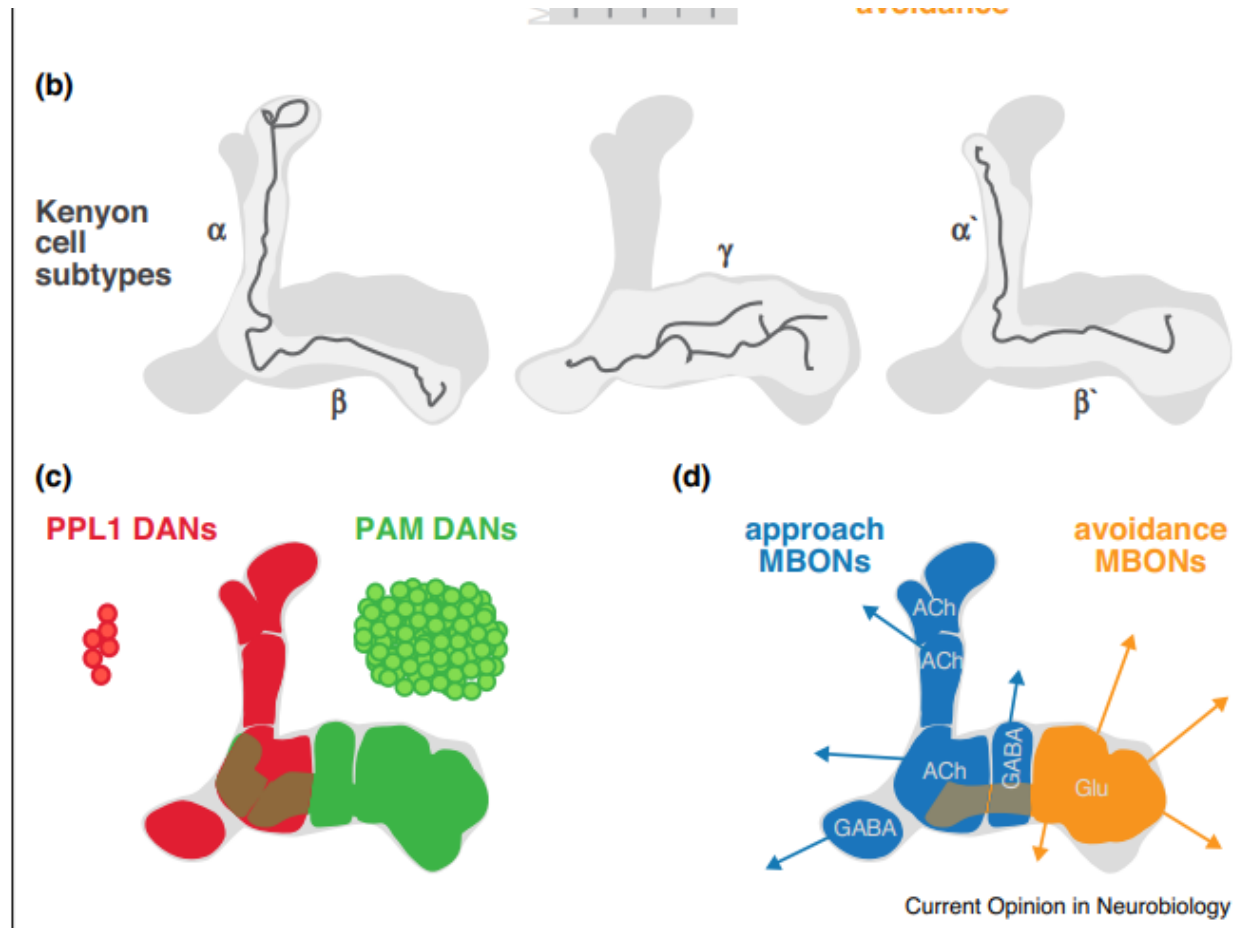 avoidance
(b)
Kenyon
cell
subtypes
α
β
γ
α`
β`
(c)
PPL1 DANs
PAM DANs
(d)
approach
MBONs
avoidance
MBONs
ACh
ACh
ACh
GABA
Glu
GABA
Current Opinion in Neurobiology